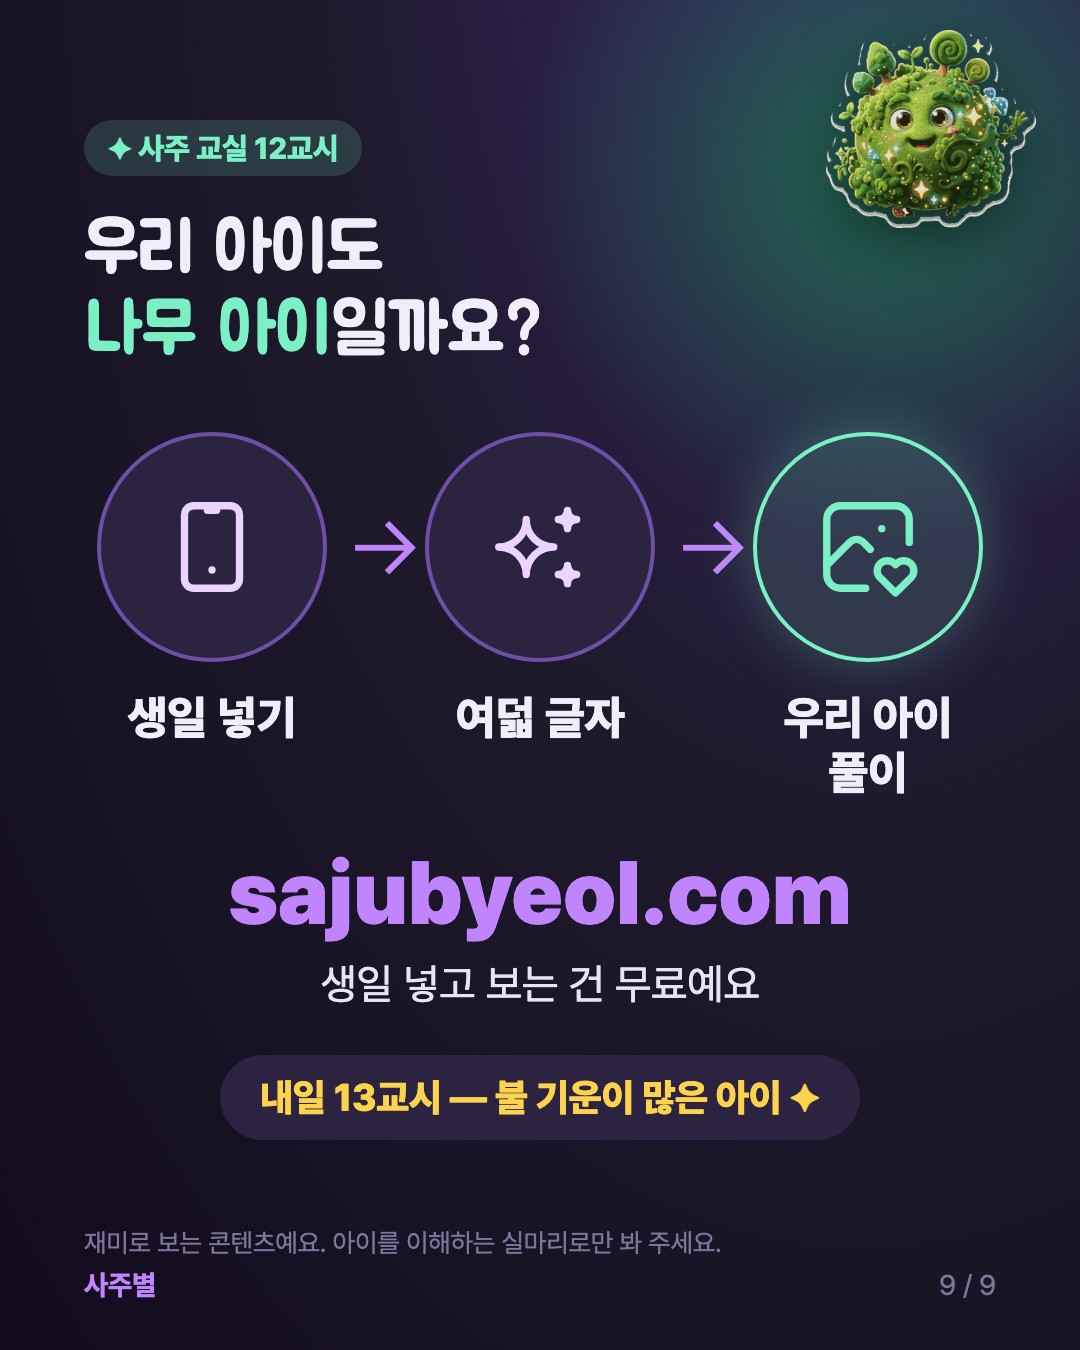 ✦ 사주 교실 12교시
우리 아이도
나무 아이일까요?
생일 넣기
여덟 글자
우리 아이
풀이
sajubyeol.com
생일 넣고 보는 건 무료예요
내일 13교시 — 불 기운이 많은 아이 ✦
재미로 보는 콘텐츠예요. 아이를 이해하는 실마리로만 봐 주세요.
사주별
9 / 9